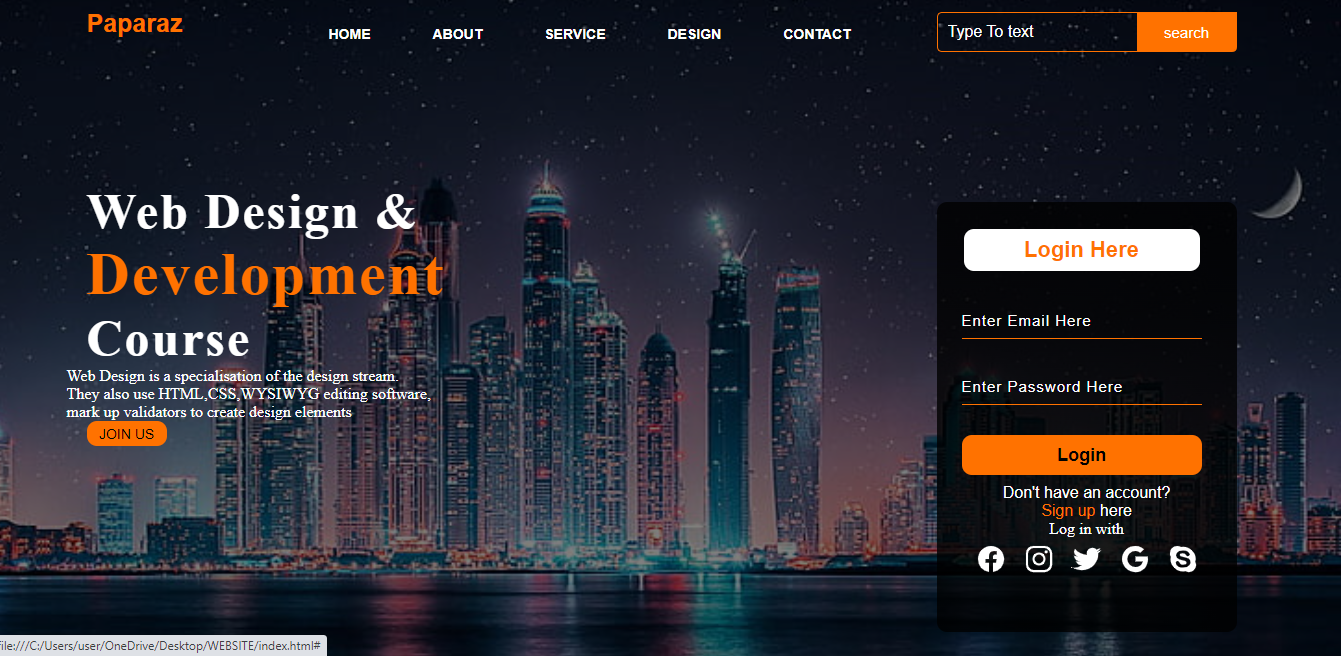 Paparaz
HOME ABOUT SERVICE DESIGN CONTACT
Type To text search
Web Design &
Development
Course
Web Design is a specialisation of the design stream.
They also use HTML,CSS,WYSIWYG editing software,
mark up validators to create design elements
JOIN US
Login Here
Enter Email Here
Enter Password Here
Login
Don't have an account?
Sign up here
Log in with
file:///C:/Users/user/OneDrive/Desktop/WEBSITE/index.html#